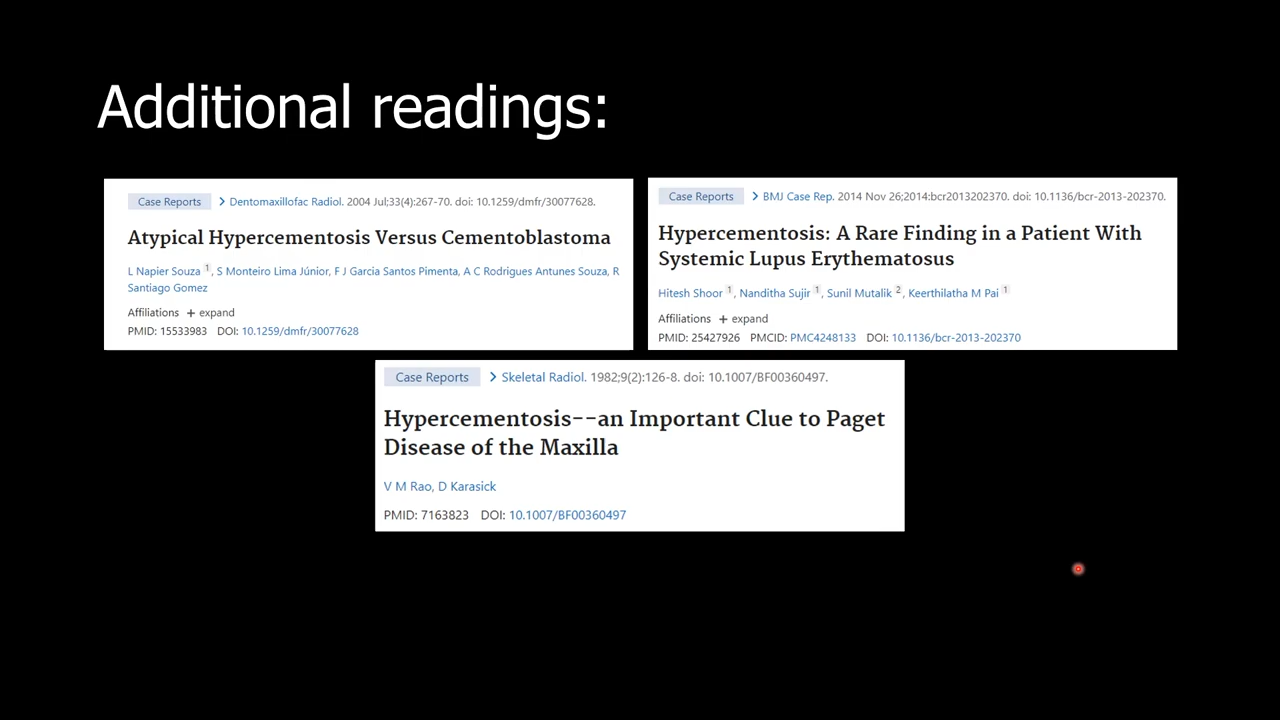 Additional readings:
Case Reports > Dentomaxillofac Radiol. 2004 Jul;33(4):267-70. doi: 10.1259/dmfr/30077628.
Atypical Hypercementosis Versus Cementoblastoma
L Napier Souza 1, S Monteiro Lima Júnior, F J Garcia Santos Pimenta, A C Rodrigues Antunes Souza, R
Santiago Gomez
Affiliations + expand
PMID: 15533983 DOI: 10.1259/dmfr/30077628
Case Reports > BMJ Case Rep. 2014 Nov 26;2014:bcr2013202370. doi: 10.1136/bcr-2013-202370.
Hypercementosis: A Rare Finding in a Patient With
Systemic Lupus Erythematosus
Hitesh Shoor 1, Nanditha Sujir 1, Sunil Mutalik 2, Keerthilatha M Pai 1
Affiliations + expand
PMID: 25427926 PMCID: PMC4248133 DOI: 10.1136/bcr-2013-202370
Case Reports > Skeletal Radiol. 1982;9(2):126-8. doi: 10.1007/BF00360497.
Hypercementosis--an Important Clue to Paget
Disease of the Maxilla
V M Rao, D Karasick
PMID: 7163823 DOI: 10.1007/BF00360497